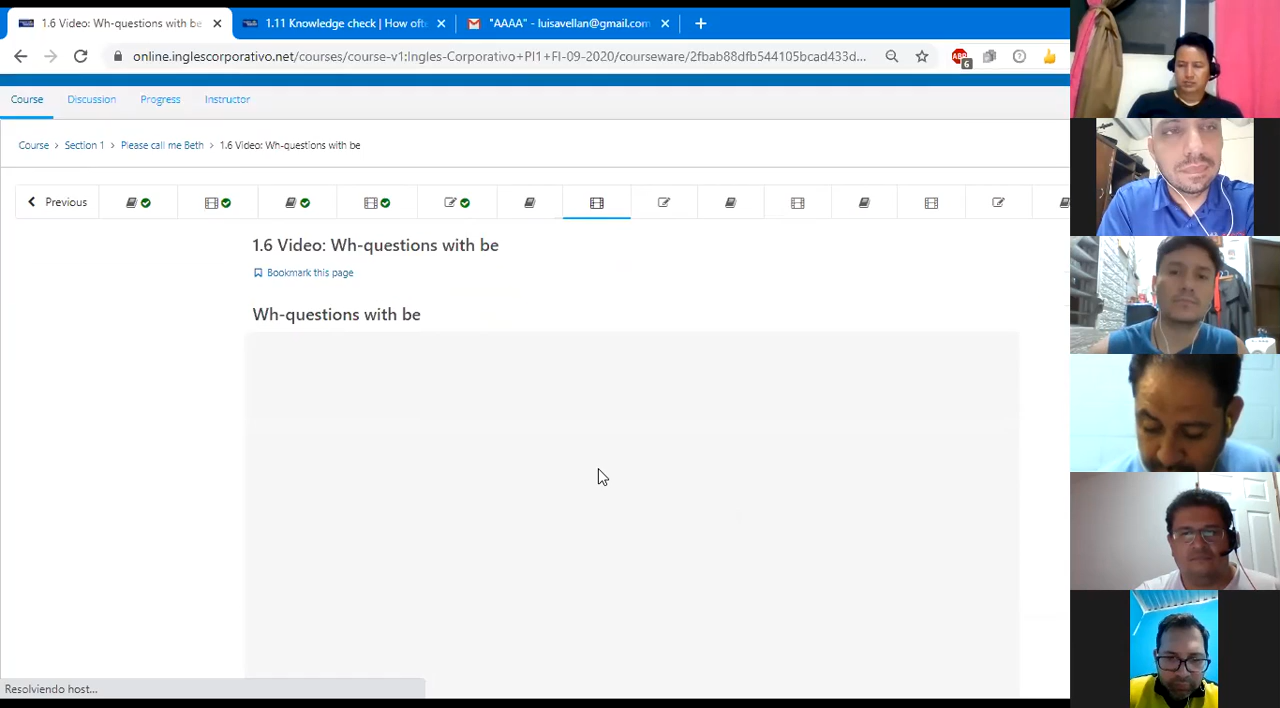 1.6 Video: Wh-questions with be
1.11 Knowledge check | How oft
"AAAA" - luisavellan@gmail.com
online.inglescorporativo.net/courses/course-v1:Ingles-Corporativo+PI1+FI-09-2020/courseware/2fbab88dfb544105bcad433d...
ABP
6
Course Discussion Progress Instructor
Course > Section 1 > Please call me Beth > 1.6 Video: Wh-questions with be
Previous
1.6 Video: Wh-questions with be
Bookmark this page
Wh-questions with be
Resolviendo host...